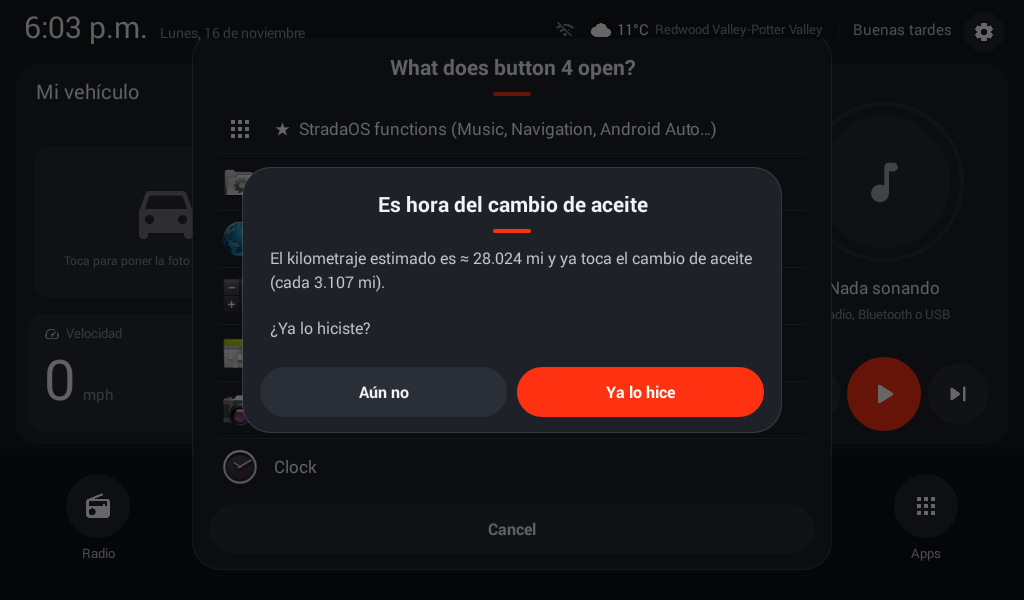 6:03 p.m.
Lunes, 16 de noviembre
11°C
Redwood Valley-Potter Valley
Buenas tardes
Mi vehículo
What does button 4 open?
★ StradaOS functions (Music, Navigation, Android Auto…)
Es hora del cambio de aceite
El kilometraje estimado es ≈ 28.024 mi y ya toca el cambio de aceite
(cada 3.107 mi).
¿Ya lo hiciste?
Aún no
Ya lo hice
Toca para poner la foto
Nada sonando
Bluetooth o USB
Velocidad
0 mph
Clock
Cancel
Radio
Apps